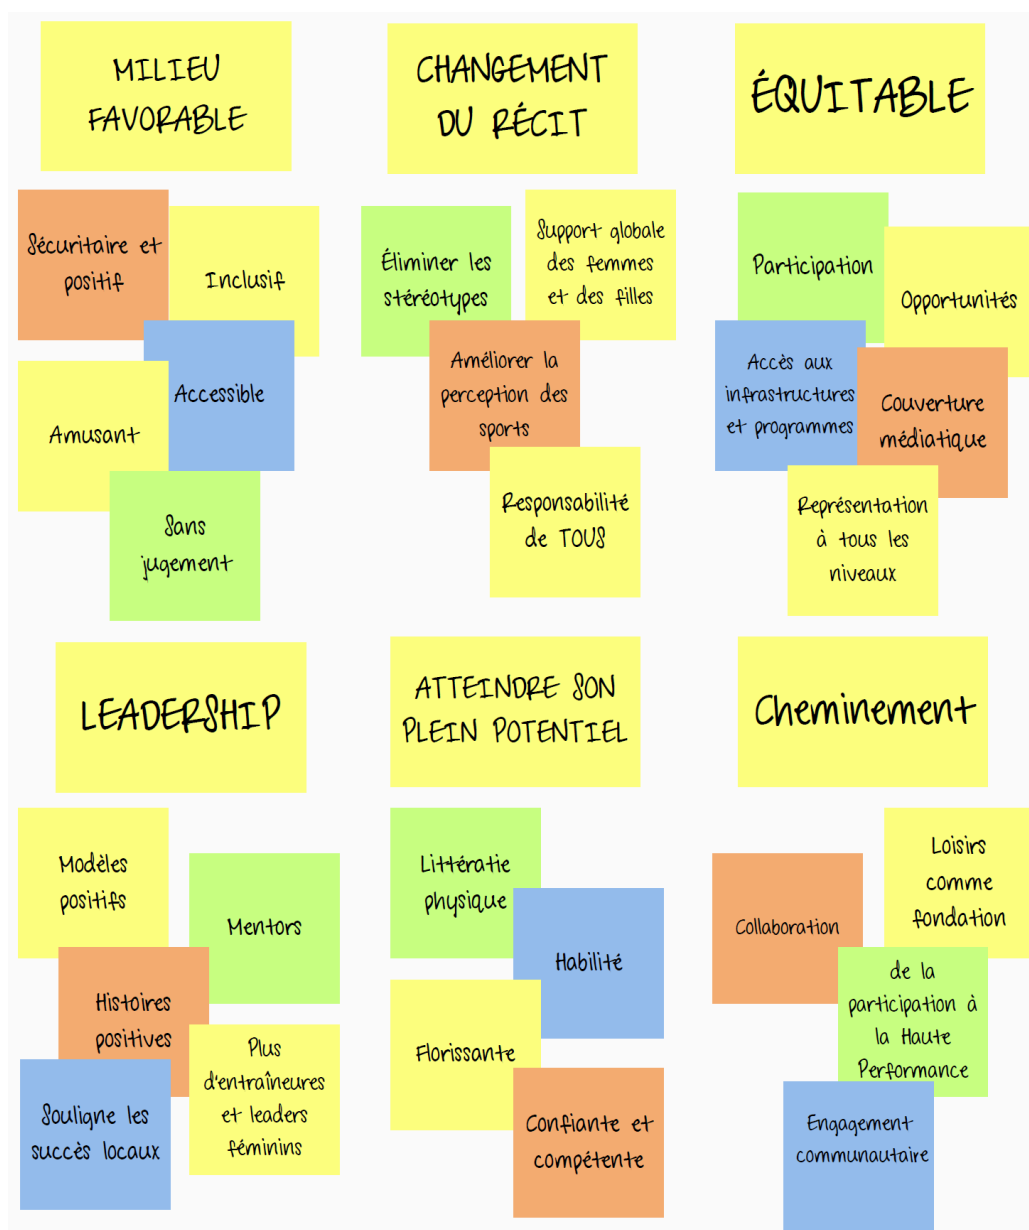 MILIEU
FAVORABLE
Sécuritaire et
positif
Inclusif
Accessible
Amusant
Sans
jugement
CHANGEMENT
DU RÉCIT
Éliminer les
stéréotypes
Support globale
des femmes
et des filles
Améliorer la
perception des
sports
Responsabilité
de TOUS
ÉQUITABLE
Participation
Opportunités
Accès aux
infrastructures
et programmes
Couverture
médiatique
Représentation
à tous les
niveaux
LEADERSHIP
Modèles
positifs
Mentors
Histoires
positives
Plus
d'entraîneures
et leaders
féminins
Souligne les
succès locaux
ATTEINDRE SON
PLEIN POTENTIEL
Littératie
physique
Habilité
Florissante
Confiante et
compétente
Cheminement
Loisirs
comme
fondation
Collaboration
de la
participation à
la Haute
Performance
Engagement
communautaire